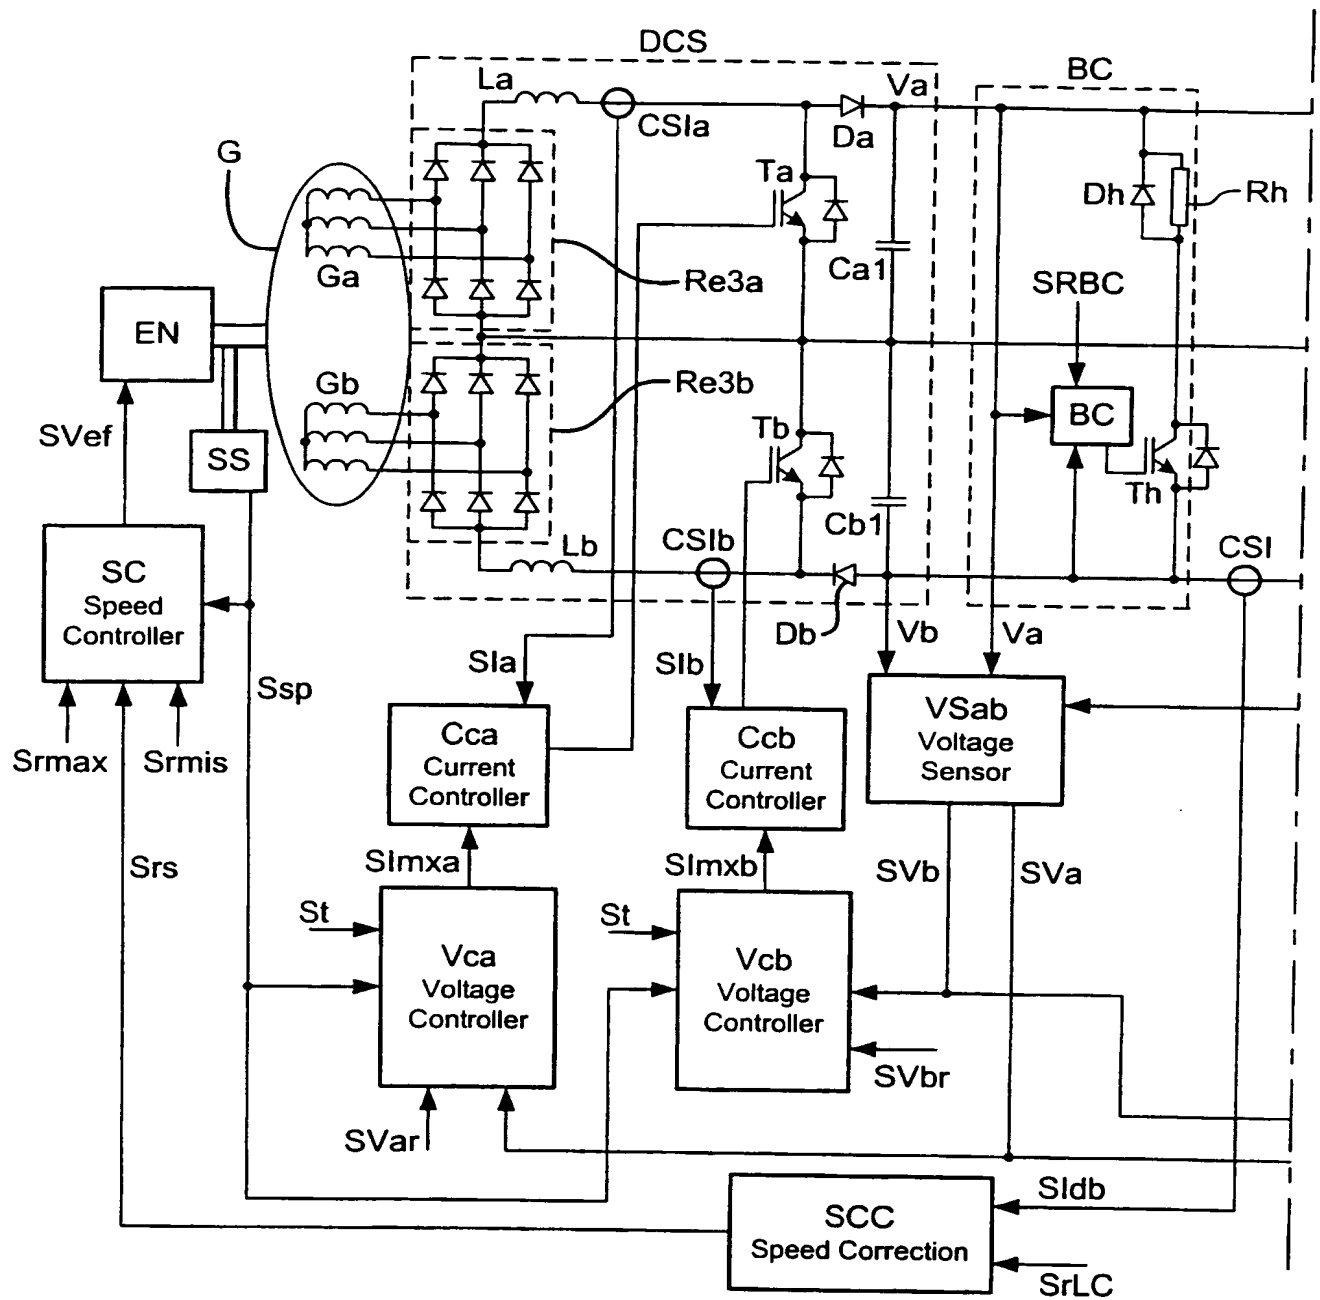 DCS
BC
La
Va
CSIa
Da
G
Ta
Dh
Rh
Ga
Re3a
Ca1
SRBC
EN
Gb
Re3b
BC
SVef
SS
Tb
Th
Cb1
Lb
CSIb
CSI
SC
Speed
Controller
Db
Vb
Va
SIa
SIb
Ssp
VSab
Voltage
Sensor
Cca
Current
Controller
Ccb
Current
Controller
Srmax
Srmis
Srs
SImxa
SImxb
SVb
SVa
St
St
Vca
Voltage
Controller
Vcb
Voltage
Controller
SVbr
SVar
SIdb
SCC
Speed Correction
SrLC